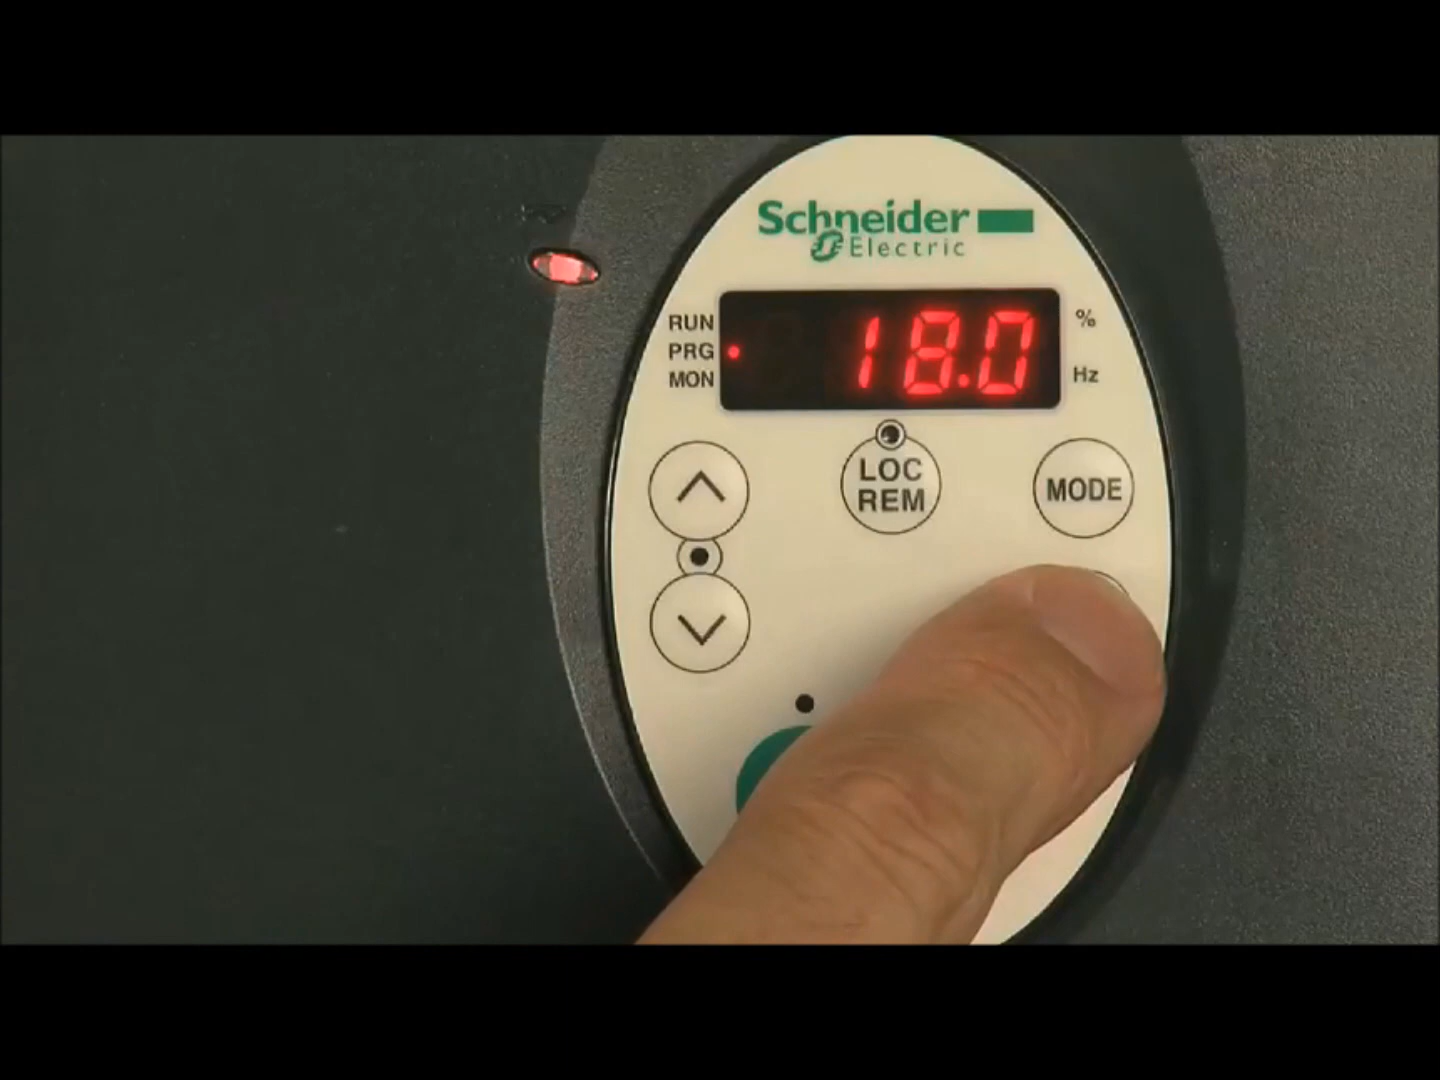 Schneider
Electric
RUN
PRG
MON
18.0
%
Hz
LOC
REM
MODE